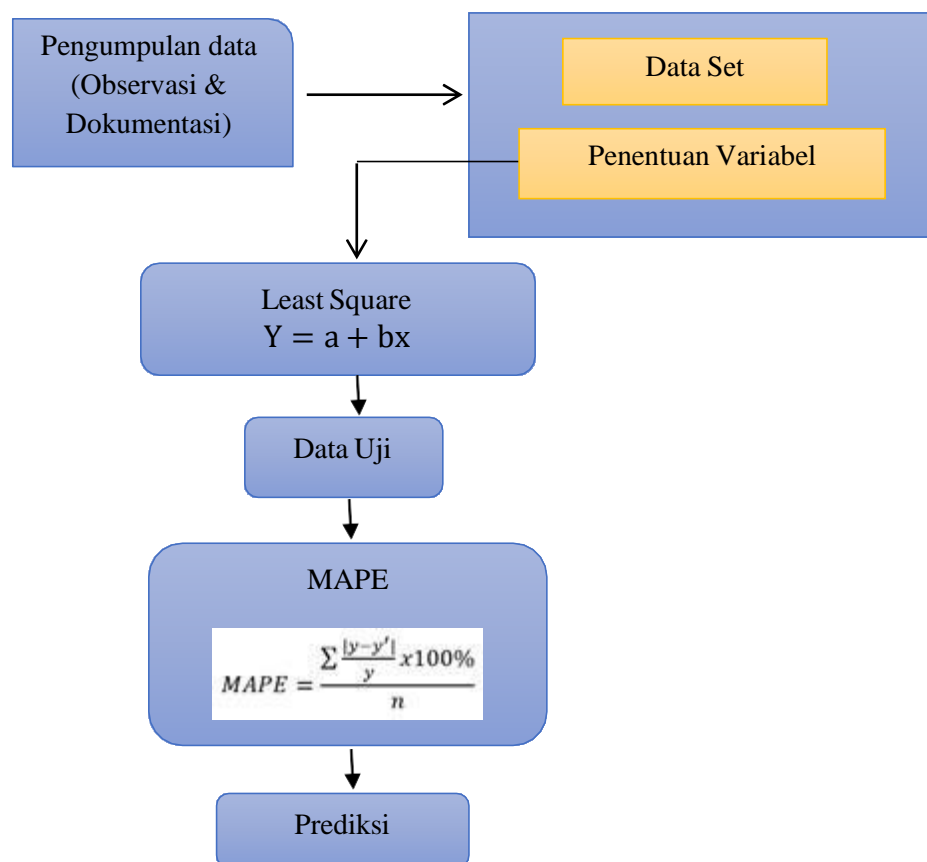 Pengumpulan data
(Observasi &
Dokumentasi)
Data Set
Penentuan Variabel
Least Square
Y = a + bx
Data Uji
MAPE
MAPE = ∑ |y−y′| / y x100% / n
Prediksi